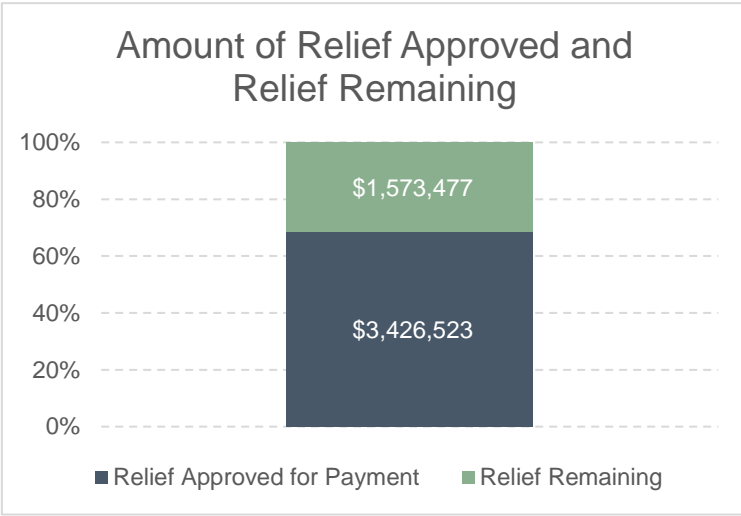 Amount of Relief Approved and
Relief Remaining
100%
80%
60%
40%
20%
0%
$1,573,477
$3,426,523
Relief Approved for Payment
Relief Remaining